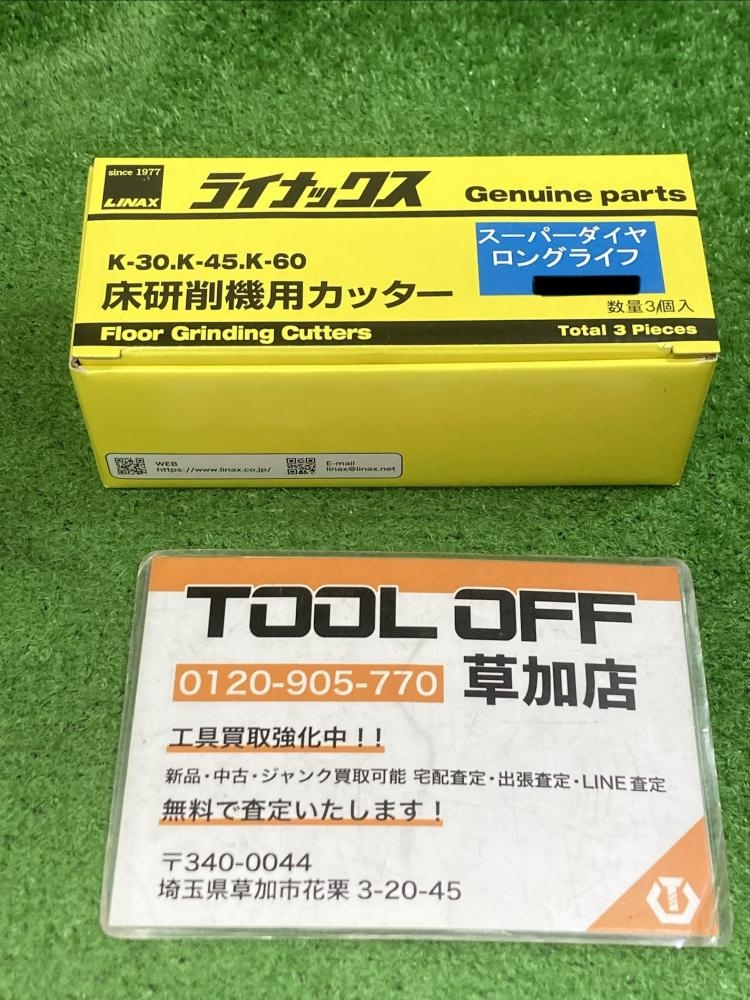 since 1977
LINAX
ライナックス
Genuine parts
K-30.K-45.K-60
床研削機用カッター
スーパーダイヤ
ロングライフ
数量3個入
Floor Grinding Cutters
Total 3 Pieces
WEB
https://www.linax.co.jp/
E-mail
linax@linax.net
TOOL OFF
0120-905-770
草加店
工具買取強化中！！
新品・中古・ジャンク買取可能 宅配査定・出張査定・LINE査定
無料で査定いたします！
〒340-0044
埼玉県草加市花栗 3-20-45